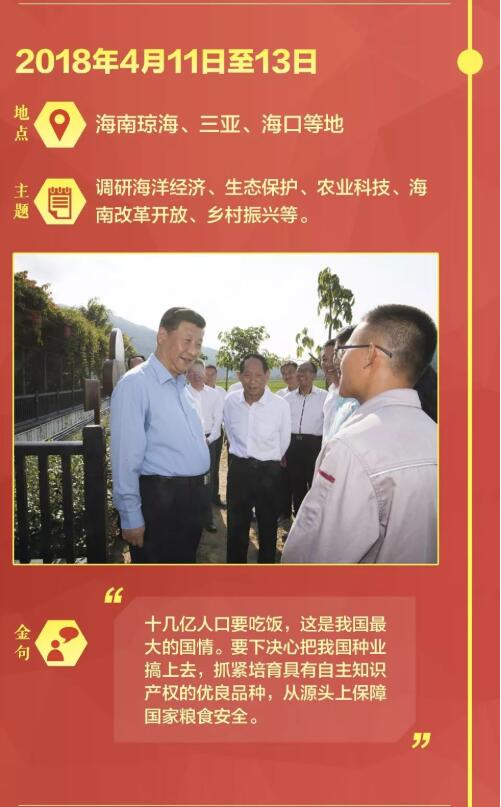 2018年4月11日至13日
地点
海南琼海、三亚、海口等地
主题
调研海洋经济、生态保护、农业科技、海
南改革开放、乡村振兴等。
金句
“
十几亿人口要吃饭，这是我国最
大的国情。要下决心把我国种业
搞上去，抓紧培育具有自主知识
产权的优良品种，从源头上保障
国家粮食安全。
”